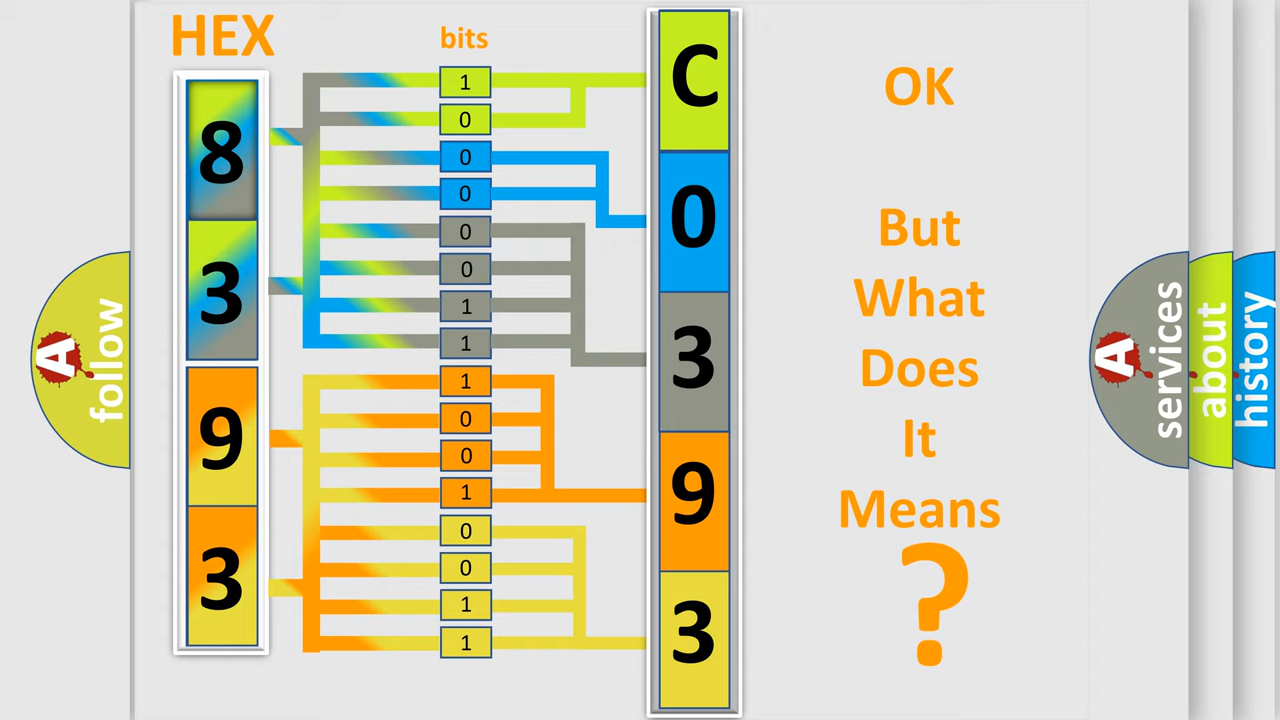 HEX
bits
8
3
9
3
1
0
0
0
0
0
1
1
1
0
0
1
0
0
1
1
C
0
3
9
3
OK
But
What
Does
It
Means
?
A
follow
A
services
about
history